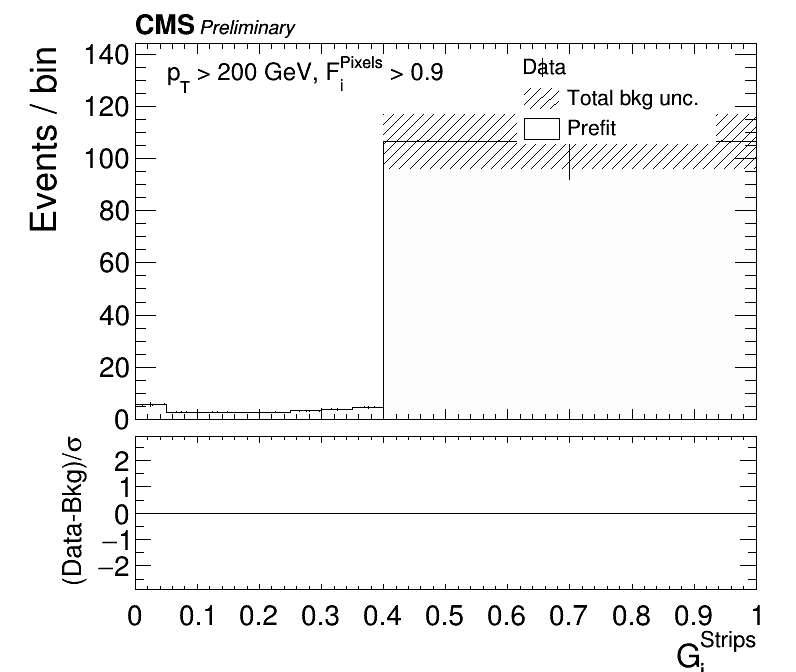 CMS Preliminary
Events / bin
140
120
100
80
60
40
20
0
p_T > 200 GeV, F_i^Pixels > 0.9
Data
Total bkg unc.
Prefit
(Data-Bkg)/σ
2
1
0
−1
−2
0 0.1 0.2 0.3 0.4 0.5 0.6 0.7 0.8 0.9 1
G_i^Strips